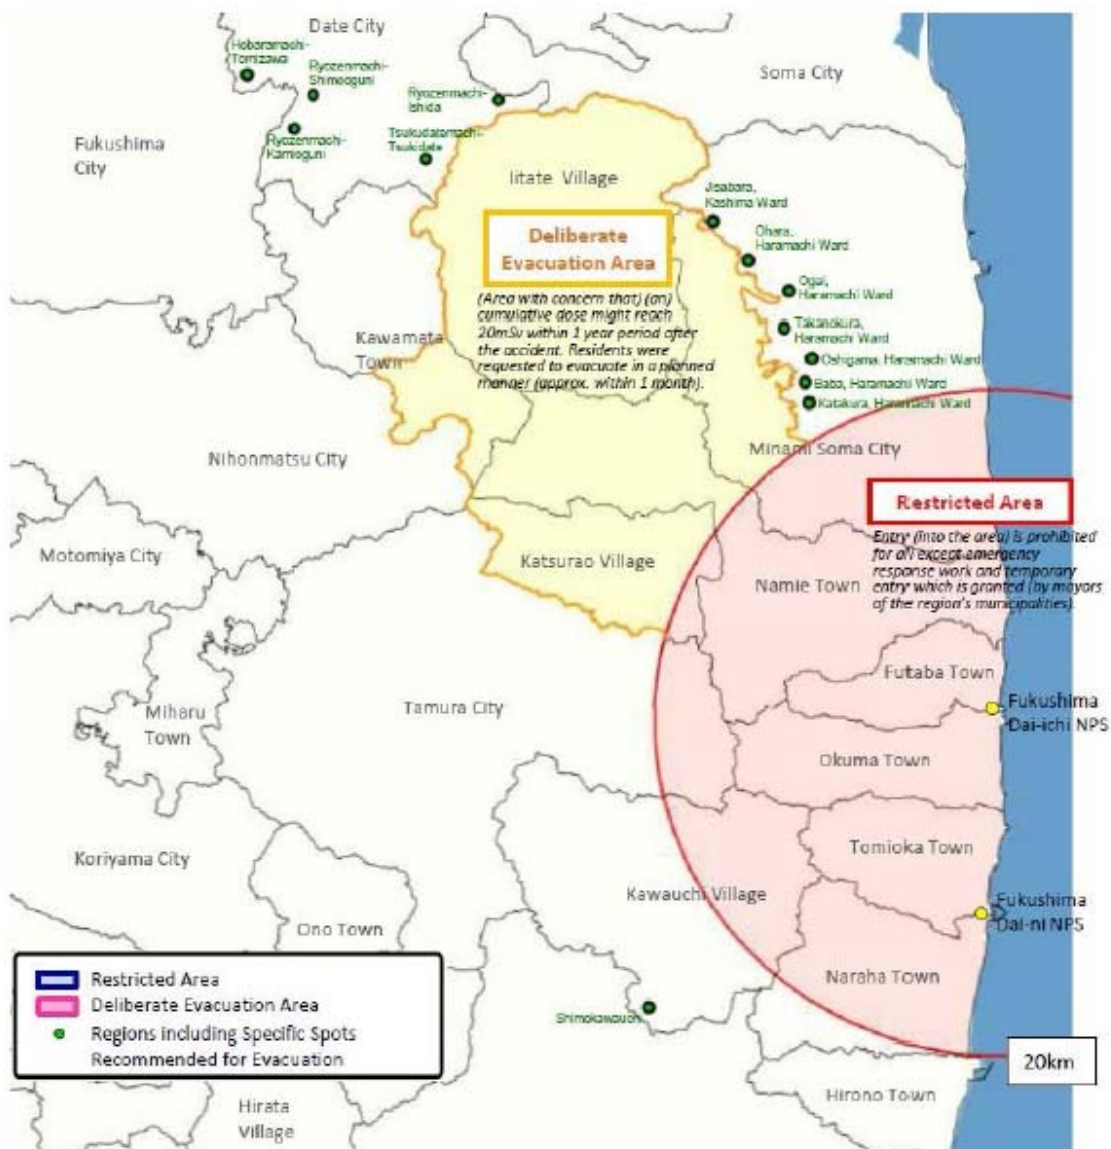 Date City
Hobaramachi-
Tomizawa
Ryozenmachi-
Shimooguni
Ryozenmachi-
Ishida
Soma City
Fukushima
City
Ryozenmachi-
Kamioguni
Tsukidatemachi-
Tsukidate
Iitate Village
Jisabara,
Kashima Ward
Deliberate
Evacuation Area
Ohara,
Haramachi Ward
(Area with concern that) (an)
cumulative dose might reach
20mSv within 1 year period after
the accident. Residents were
requested to evacuate in a planned
manner (approx. within 1 month).
Ogai,
Haramachi Ward
Takanokura,
Haramachi Ward
Kawamata
Town
Oshigama, Haramachi Ward
Baba, Haramachi Ward
Katakura, Haramachi Ward
Minami Soma City
Nihonmatsu City
Restricted Area
Entry (into the area) is prohibited
for all except emergency
response work and temporary
entry which is granted (by mayors
of the region's municipalities).
Motomiya City
Katsurao Village
Namie Town
Futaba Town
Miharu
Town
Tamura City
Fukushima
Dai-ichi NPS
Okuma Town
Koriyama City
Tomioka Town
Kawauchi Village
Fukushima
Dai-ni NPS
Ono Town
Naraha Town
Restricted Area
Deliberate Evacuation Area
Regions including Specific Spots
Recommended for Evacuation
Shimokawauchi
20km
Hirono Town
Hirata
Village